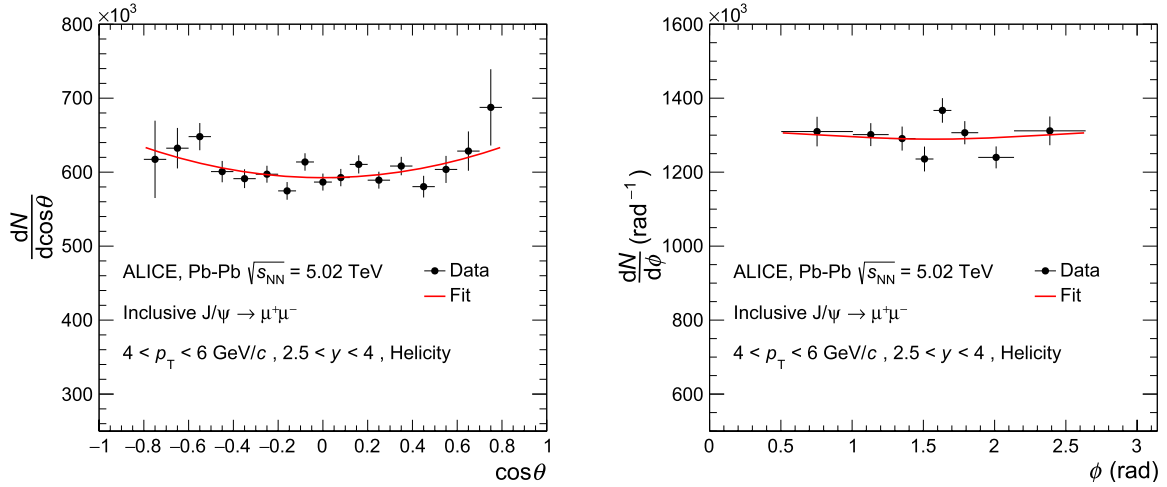 ×10³
800
700
600
500
400
300
dN
dcosθ
ALICE, Pb-Pb √sNN = 5.02 TeV
Inclusive J/ψ → μ⁺μ⁻
4 < pT < 6 GeV/c , 2.5 < y < 4 , Helicity
Data
Fit
−1 −0.8 −0.6 −0.4 −0.2 0 0.2 0.4 0.6 0.8 1
cosθ
×10³
1600
1400
1200
1000
800
600
dN
dϕ
(rad⁻¹)
ALICE, Pb-Pb √sNN = 5.02 TeV
Inclusive J/ψ → μ⁺μ⁻
4 < pT < 6 GeV/c , 2.5 < y < 4 , Helicity
Data
Fit
0 0.5 1 1.5 2 2.5 3
ϕ (rad)